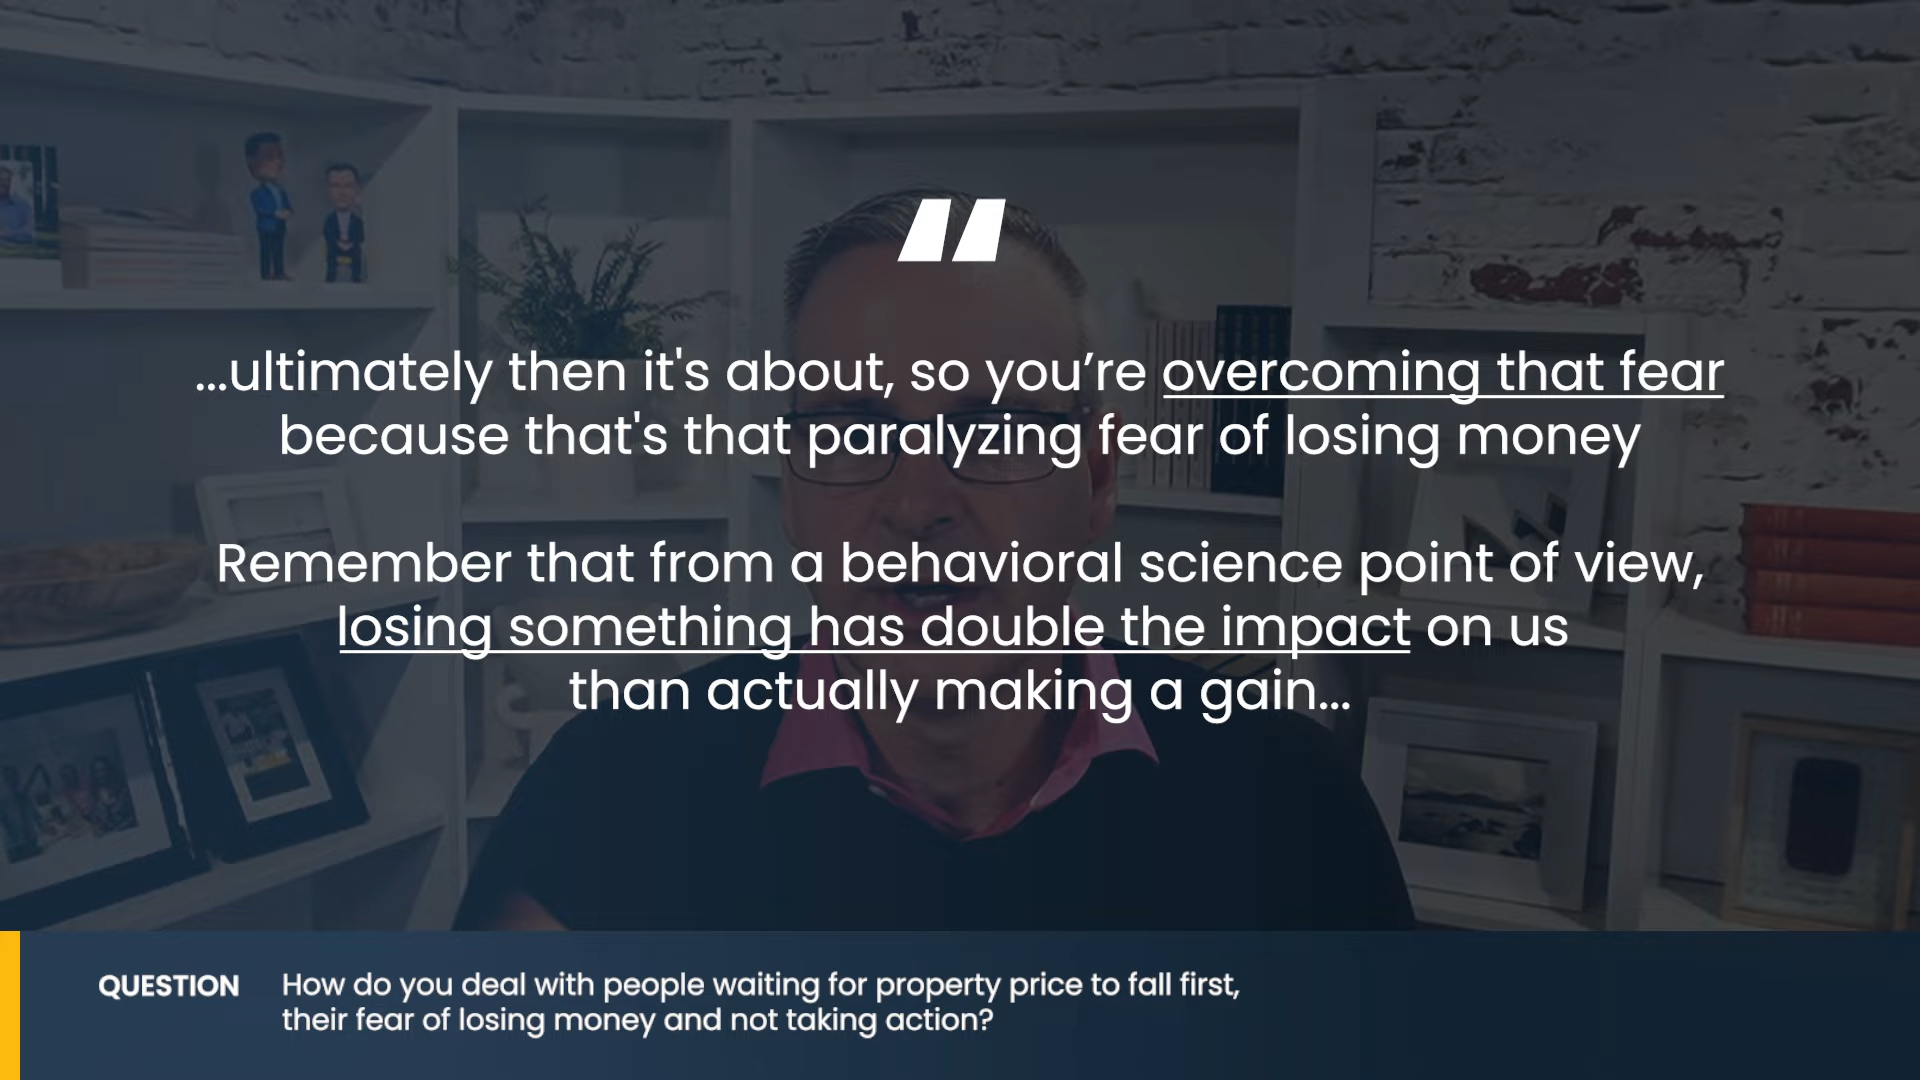 ...ultimately then it's about, so you’re overcoming that fear
because that's that paralyzing fear of losing money
Remember that from a behavioral science point of view,
losing something has double the impact on us
than actually making a gain...
QUESTION
How do you deal with people waiting for property price to fall first,
their fear of losing money and not taking action?